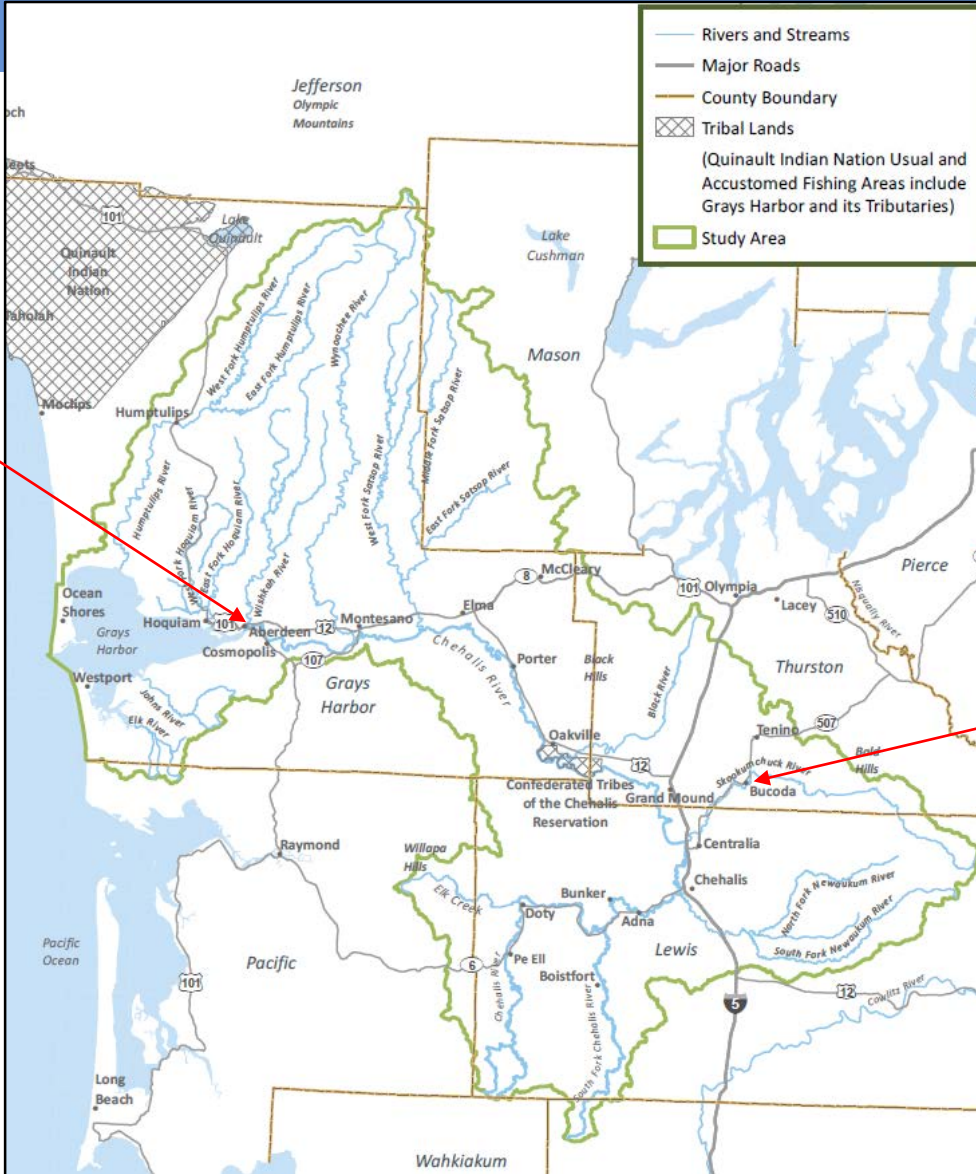 Rivers and Streams
Major Roads
County Boundary
Tribal Lands
(Quinault Indian Nation Usual and
Accustomed Fishing Areas include
Grays Harbor and its Tributaries)
Study Area
Jefferson
Olympic
Mountains
101
Lake
Quinault
Quinault
Indian
Nation
Lake
Cushman
Mason
West Fork Humptulips River
East Fork Humptulips River
Wynoochee River
Moclips
Humptulips
West Fork Satsop River
Middle Fork Satsop River
East Fork Satsop River
Humptulips River
West Fork Hoquiam River
East Fork Hoquiam River
Wishkah River
8
McCleary
101
Olympia
Pierce
Ocean
Shores
Lacey
510
Nisqually River
Elma
Hoquiam
101
Aberdeen
12
Montesano
Grays
Harbor
Cosmopolis
107
Chehalis River
Porter
Black
Hills
Black River
Thurston
Westport
Grays
Harbor
Johns River
Elk River
Tenino
507
Oakville
12
Bald
Hills
Skookumchuck River
Bucoda
Confederated Tribes
of the Chehalis
Reservation
Grand Mound
Raymond
Willapa
Hills
Centralia
Chehalis
Elk Creek
Bunker
Doty
Adna
North Fork Newaukum River
South Fork Newaukum River
Lewis
Pacific
Ocean
Pacific
6
Pe Ell
Boistfort
101
Chehalis River
South Fork Chehalis River
5
12
Cowlitz River
Long
Beach
Wahkiakum